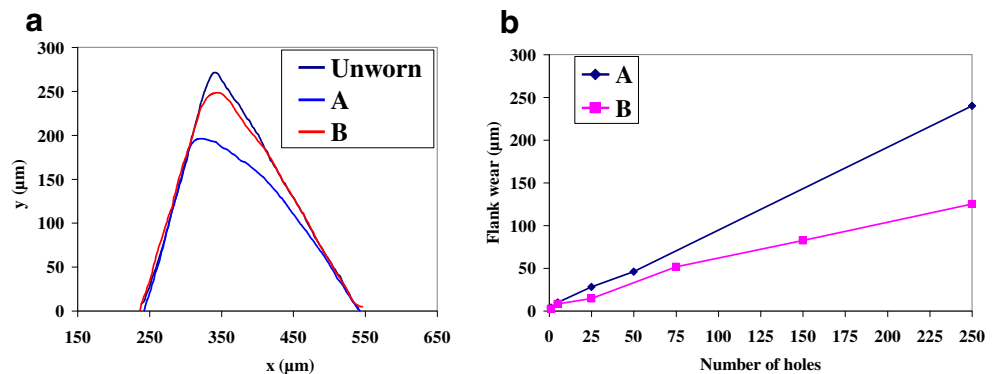 a
300
250
200
150
100
50
0
y (µm)
150 250 350 450 550 650
x (µm)
Unworn
A
B
b
300
250
200
150
100
50
0
Flank wear (µm)
0 25 50 75 100 125 150 175 200 225 250
Number of holes
A
B